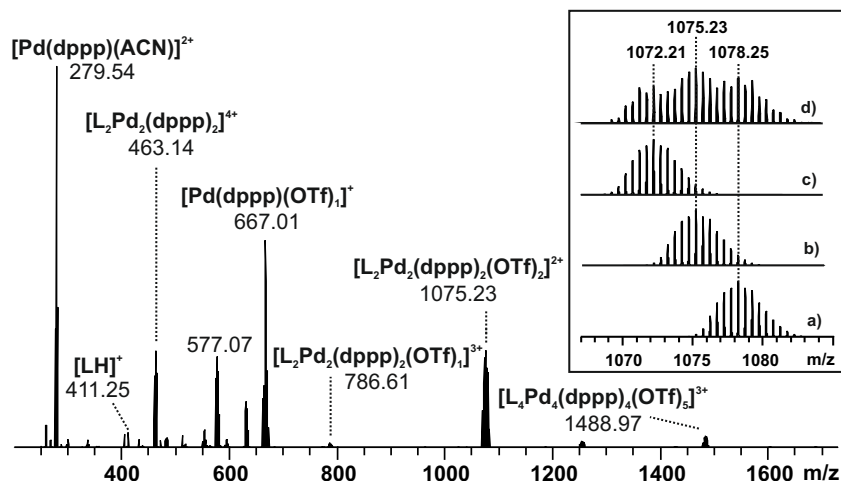 [Pd(dppp)(ACN)]²⁺
279.54
[L₂Pd₂(dppp)₂]⁴⁺
463.14
[Pd(dppp)(OTf)₁]⁺
667.01
[L₂Pd₂(dppp)₂(OTf)₂]²⁺
1075.23
[LH]⁺
411.25
577.07
[L₂Pd₂(dppp)₂(OTf)₁]³⁺
786.61
[L₄Pd₄(dppp)₄(OTf)₅]³⁺
1488.97
400 600 800 1000 1200 1400 1600 m/z
1075.23
1072.21 1078.25
d)
c)
b)
a)
1070 1075 1080 m/z